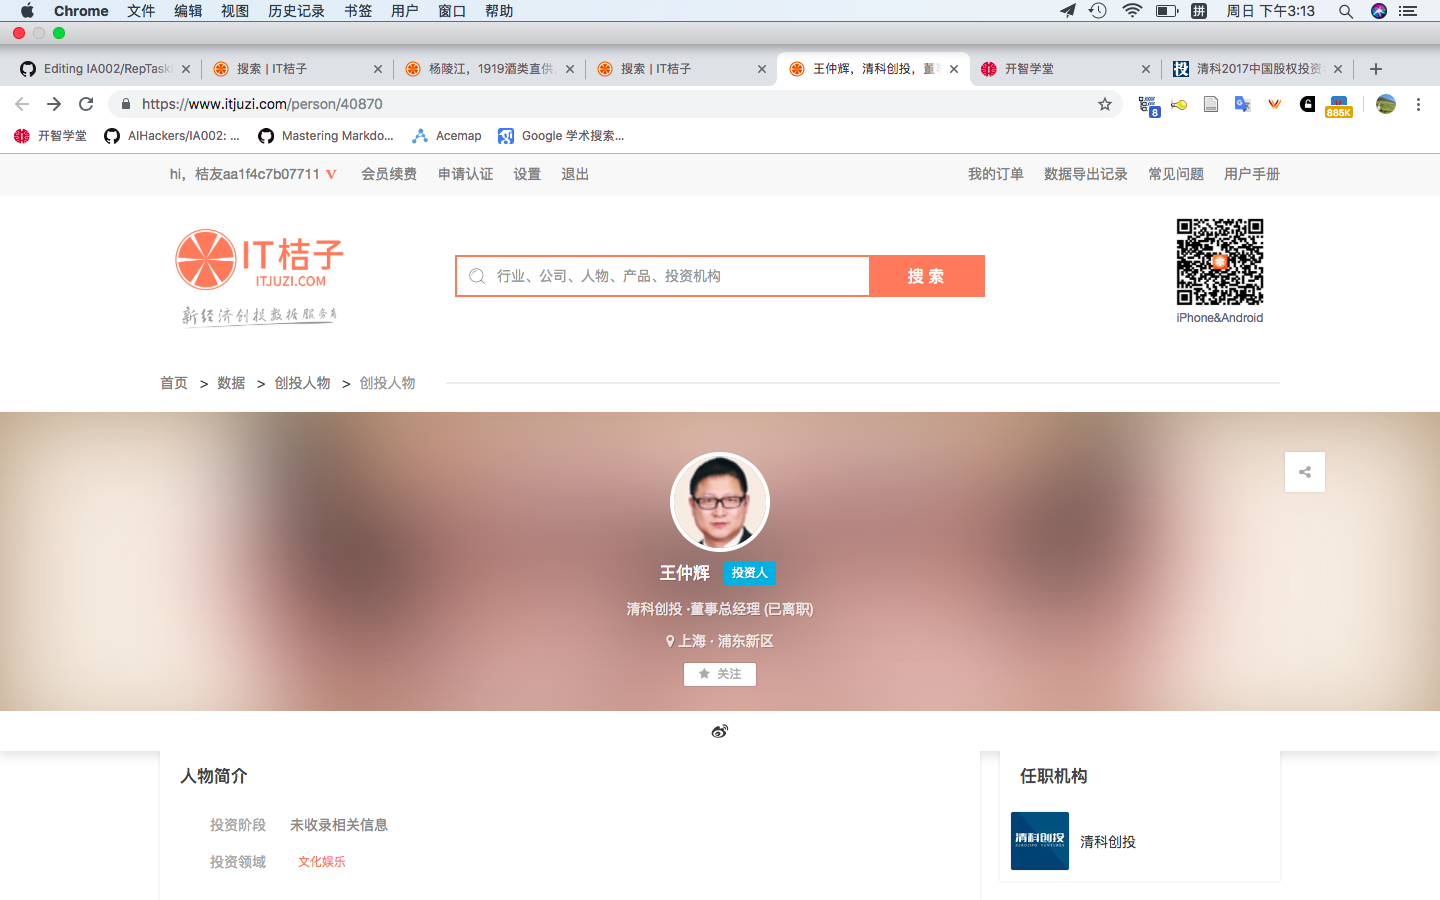 Chrome 文件 编辑 视图 历史记录 书签 用户 窗口 帮助 拼 周日 下午3:13
Editing IA002/RepTask 搜索 | IT桔子 杨陵江，1919酒类直供 搜索 | IT桔子 王仲辉，清科创投，董 开智学堂 投 清科2017中国股权投资
https://www.itjuzi.com/person/40870 8 885K
开智学堂 AIHackers/IA002: ... Mastering Markdo... Acemap Google 学术搜索...
hi，桔友aa1f4c7b07711 V 会员续费 申请认证 设置 退出 我的订单 数据导出记录 常见问题 用户手册
IT桔子
ITJUZI.COM
新经济创投数据服务商
行业、公司、人物、产品、投资机构 搜 索
iPhone&Android
首页 > 数据 > 创投人物 > 创投人物
王仲辉 投资人
清科创投 ·董事总经理 (已离职)
上海 · 浦东新区
关注
人物简介 任职机构
投资阶段 未收录相关信息
清科创投 清科创投
ZERO2IPO VENTURES
投资领域 文化娱乐